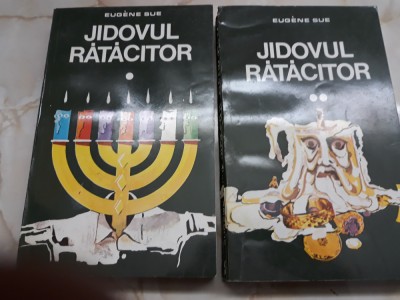 EUGÈNE SUE
JIDOVUL
RĂTĂCITOR
EUGÈNE SUE
JIDOVUL
RĂTĂCITOR